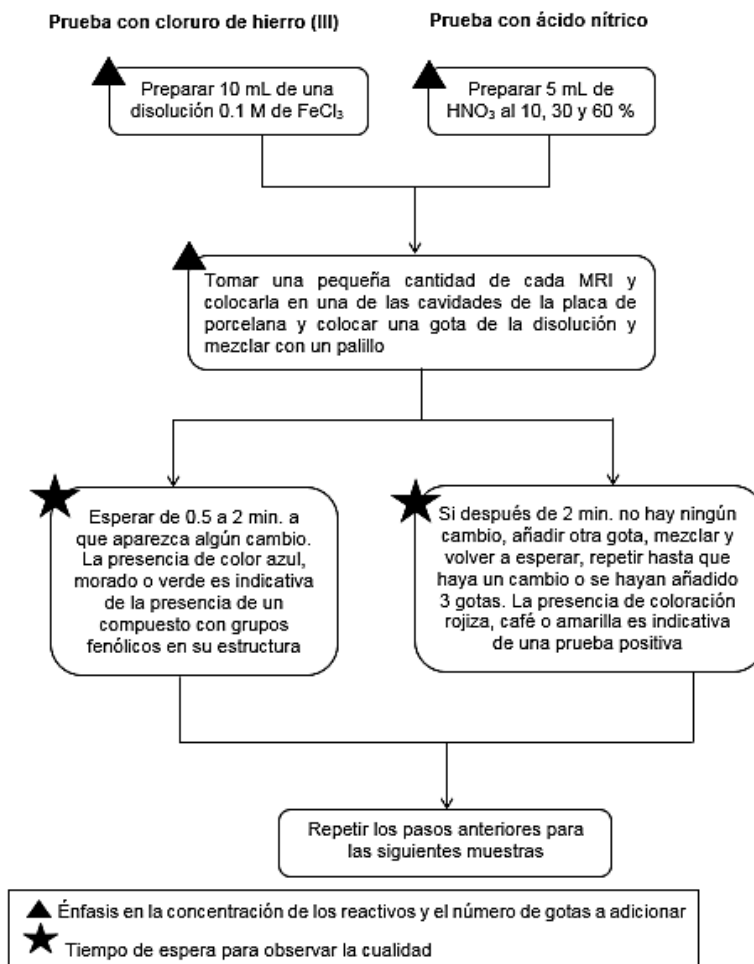 Prueba con cloruro de hierro (III)
Prueba con ácido nítrico
Preparar 10 mL de una
disolución 0.1 M de FeCl₃
Preparar 5 mL de
HNO₃ al 10, 30 y 60 %
Tomar una pequeña cantidad de cada MRI y
colocarla en una de las cavidades de la placa de
porcelana y colocar una gota de la disolución y
mezclar con un palillo
Esperar de 0.5 a 2 min. a
que aparezca algún cambio.
La presencia de color azul,
morado o verde es indicativa
de la presencia de un
compuesto con grupos
fenólicos en su estructura
Si después de 2 min. no hay ningún
cambio, añadir otra gota, mezclar y
volver a esperar, repetir hasta que
haya un cambio o se hayan añadido
3 gotas. La presencia de coloración
rojiza, café o amarilla es indicativa
de una prueba positiva
Repetir los pasos anteriores para
las siguientes muestras
Énfasis en la concentración de los reactivos y el número de gotas a adicionar
Tiempo de espera para observar la cualidad